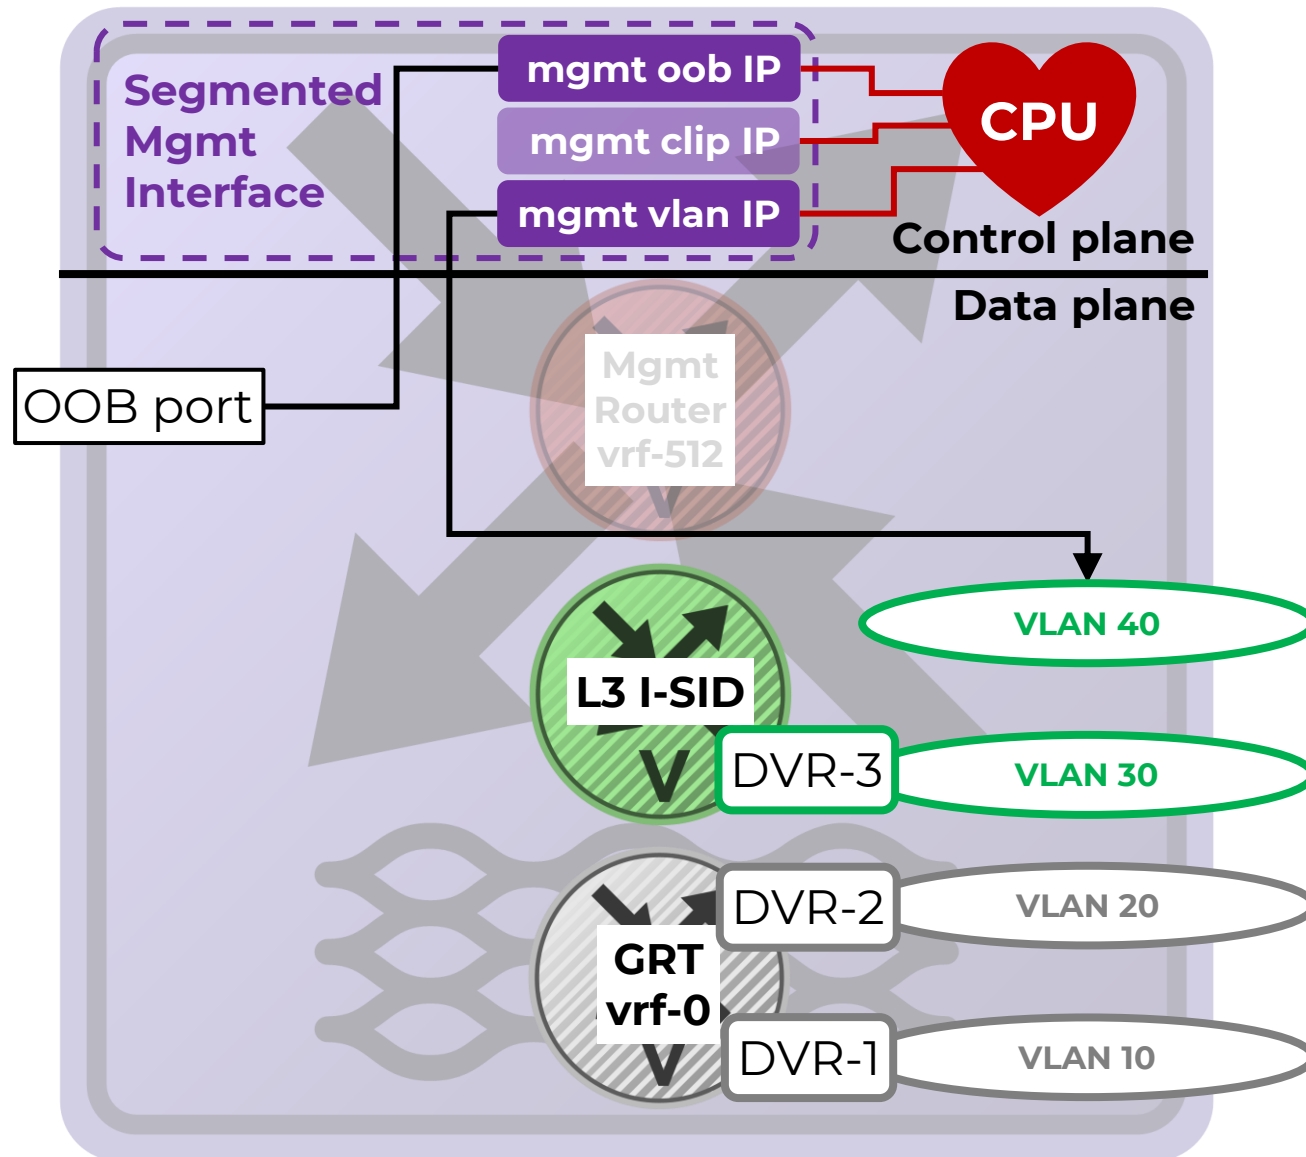 Segmented
Mgmt
Interface
mgmt oob IP
mgmt clip IP
mgmt vlan IP
CPU
Control plane
Data plane
OOB port
Mgmt
Router
vrf-512
V
VLAN 40
L3 I-SID
V
DVR-3
VLAN 30
DVR-2
VLAN 20
GRT
vrf-0
V
DVR-1
VLAN 10